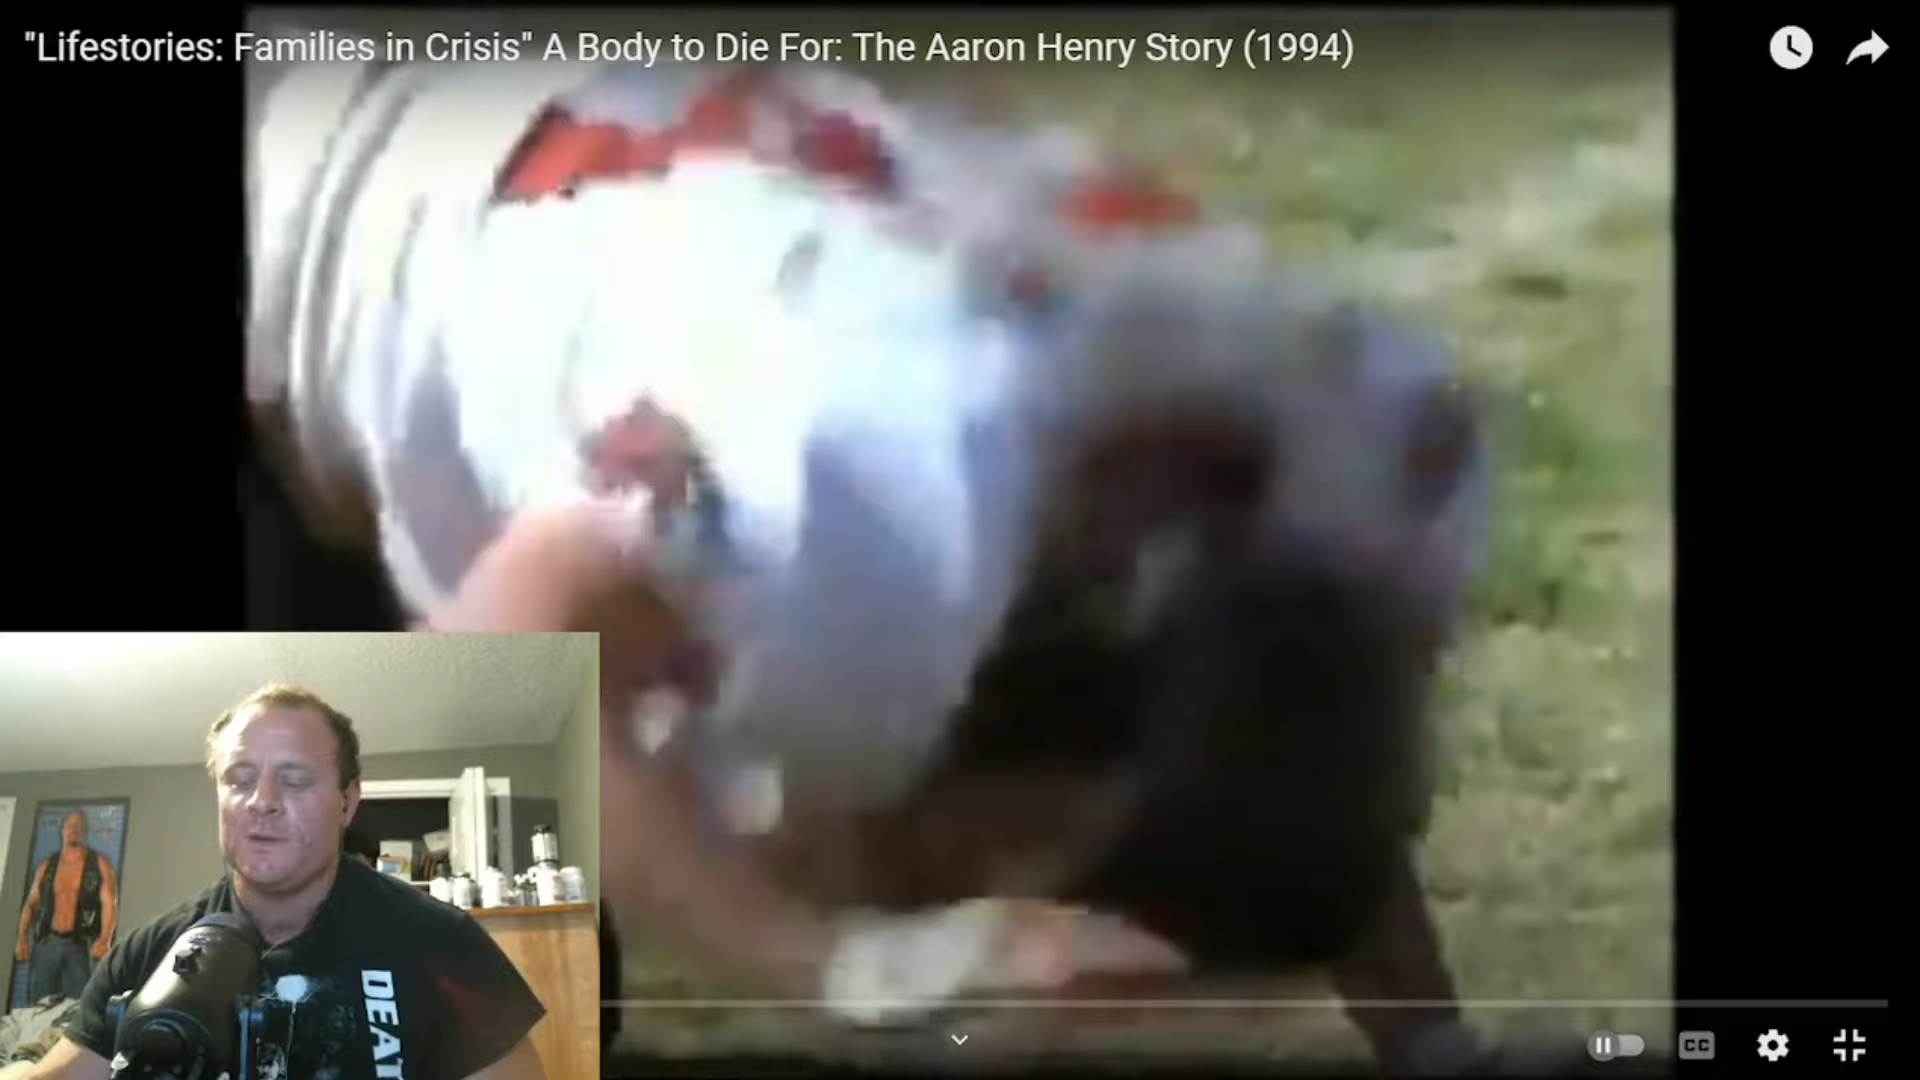 "Lifestories: Families in Crisis" A Body to Die For: The Aaron Henry Story (1994)
DEAT
CC